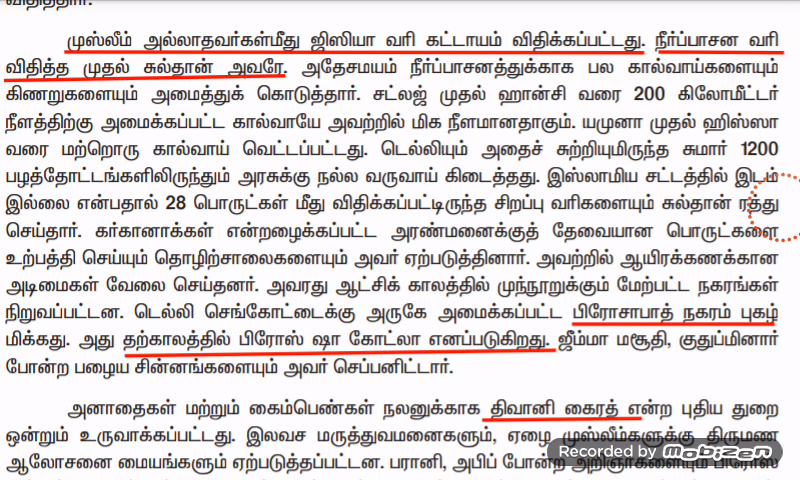 விதித்தார்.
முஸ்லீம் அல்லாதவர்கள்மீது ஜிஸியா வரி கட்டாயம் விதிக்கப்பட்டது. நீர்ப்பாசன வரி
விதித்த முதல் சுல்தான் அவரே. அதேசமயம் நீர்ப்பாசனத்துக்காக பல கால்வாய்களையும்
கிணறுகளையும் அமைத்துக் கொடுத்தார். சட்லஜ் முதல் ஹான்சி வரை 200 கிலோமீட்டர்
நீளத்திற்கு அமைக்கப்பட்ட கால்வாயே அவற்றில் மிக நீளமானதாகும். யமுனா முதல் ஹிஸ்ஸா
வரை மற்றொரு கால்வாய் வெட்டப்பட்டது. டெல்லியும் அதைச் சுற்றியுமிருந்த சுமார் 1200
பழத்தோட்டங்களிலிருந்தும் அரசுக்கு நல்ல வருவாய் கிடைத்தது. இஸ்லாமிய சட்டத்தில் இடம்
இல்லை என்பதால் 28 பொருட்கள் மீது விதிக்கப்பட்டிருந்த சிறப்பு வரிகளையும் சுல்தான் ரத்து
செய்தார். கர்கானாக்கள் என்றழைக்கப்பட்ட அரண்மனைக்குத் தேவையான பொருட்களை
உற்பத்தி செய்யும் தொழிற்சாலைகளையும் அவர் ஏற்படுத்தினார். அவற்றில் ஆயிரக்கணக்கான
அடிமைகள் வேலை செய்தனர். அவரது ஆட்சிக் காலத்தில் முந்நூறுக்கும் மேற்பட்ட நகரங்கள்
நிறுவப்பட்டன. டெல்லி செங்கோட்டைக்கு அருகே அமைக்கப்பட்ட பிரோசாபாத் நகரம் புகழ்
மிக்கது. அது தற்காலத்தில் பிரோஸ் ஷா கோட்லா எனப்படுகிறது. ஜீம்மா மசூதி, குதுப்மினார்
போன்ற பழைய சின்னங்களையும் அவர் செப்பனிட்டார்.
அனாதைகள் மற்றும் கைம்பெண்கள் நலனுக்காக திவானி கைரத் என்ற புதிய துறை
ஒன்றும் உருவாக்கப்பட்டது. இலவச மருத்துவமனைகளும், ஏழை முஸ்லீம்களுக்கு திருமண
ஆலோசனை மையங்களும் ஏற்படுத்தப்பட்டன. பரானி, அபிப் போன்ற அறிஞர்களையும் பிரோஸ்
Recorded by mobizen